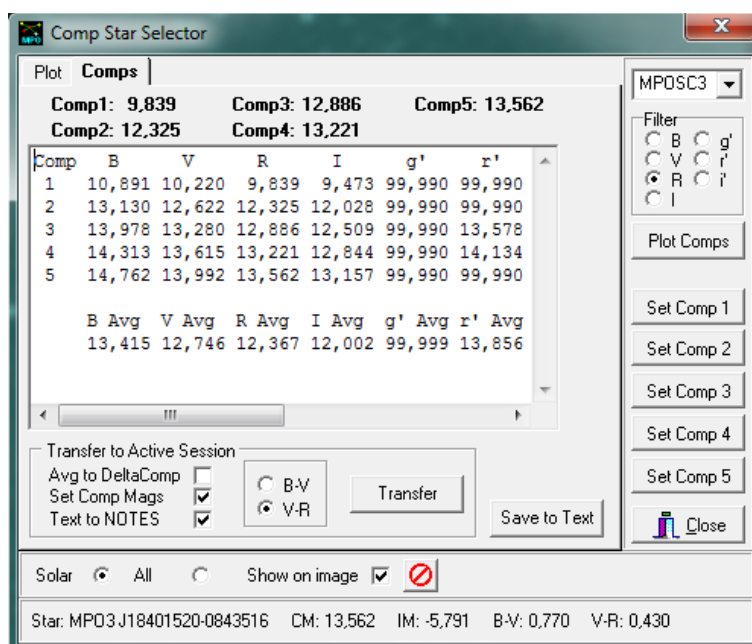 MPO Comp Star Selector
Plot Comps
MPOSC3
Comp1: 9,839 Comp3: 12,886 Comp5: 13,562
Comp2: 12,325 Comp4: 13,221
Filter
B g'
V r'
R i'
I
Comp B V R I g' r'
1 10,891 10,220 9,839 9,473 99,990 99,990
2 13,130 12,622 12,325 12,028 99,990 99,990
3 13,978 13,280 12,886 12,509 99,990 13,578
4 14,313 13,615 13,221 12,844 99,990 14,134
5 14,762 13,992 13,562 13,157 99,990 99,990
B Avg V Avg R Avg I Avg g' Avg r' Avg
13,415 12,746 12,367 12,002 99,999 13,856
Plot Comps
Set Comp 1
Set Comp 2
Set Comp 3
Set Comp 4
Set Comp 5
Close
Transfer to Active Session
Avg to DeltaComp
Set Comp Mags
Text to NOTES
B-V
V-R
Transfer
Save to Text
Solar All Show on image
Star: MPO3 J18401520-0843516 CM: 13,562 IM: -5,791 B-V: 0,770 V-R: 0,430